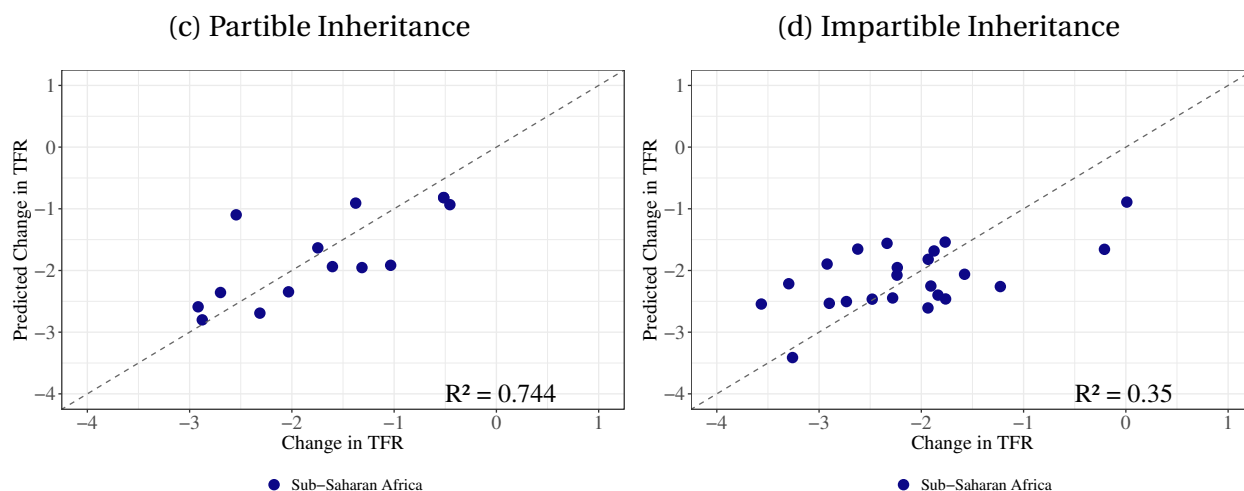 (c) Partible Inheritance
1
0
−1
−2
−3
−4
Predicted Change in TFR
R² = 0.744
−4 −3 −2 −1 0 1
Change in TFR
Sub−Saharan Africa
(d) Impartible Inheritance
1
0
−1
−2
−3
−4
Predicted Change in TFR
R² = 0.35
−4 −3 −2 −1 0 1
Change in TFR
Sub−Saharan Africa